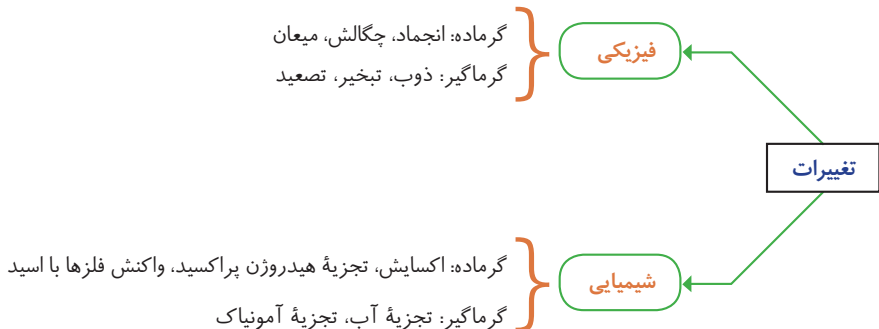 تغییرات
فیزیکی
گرماده: انجماد، چگالش، میعان
گرماگیر: ذوب، تبخیر، تصعید
شیمیایی
گرماده: اکسایش، تجزیهٔ هیدروژن پراکسید، واکنش فلزها با اسید
گرماگیر: تجزیهٔ آب، تجزیهٔ آمونیاک